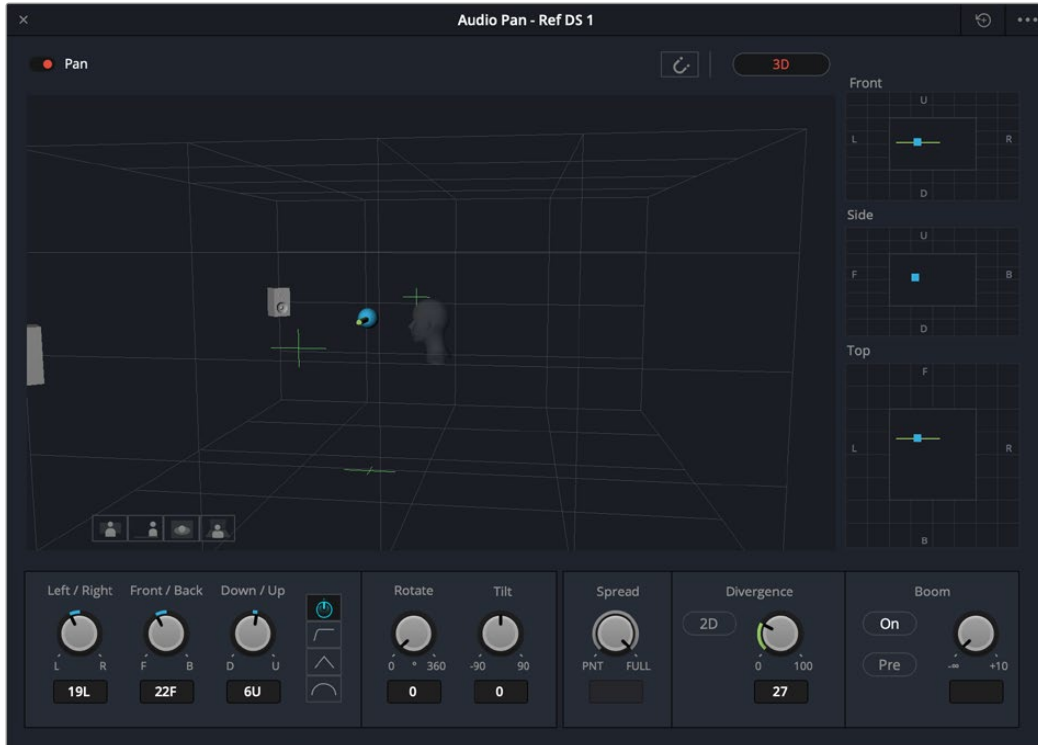 Audio Pan - Ref DS 1
Pan
3D
Front
U
L R
D
Side
U
F B
D
Top
F
L R
B
Left / Right Front / Back Down / Up
L R F B D U
19L 22F 6U
Rotate Tilt
0 ° 360 -90 90
0 0
Spread
PNT FULL
Divergence
2D
0 100
27
Boom
On
Pre
-∞ +10